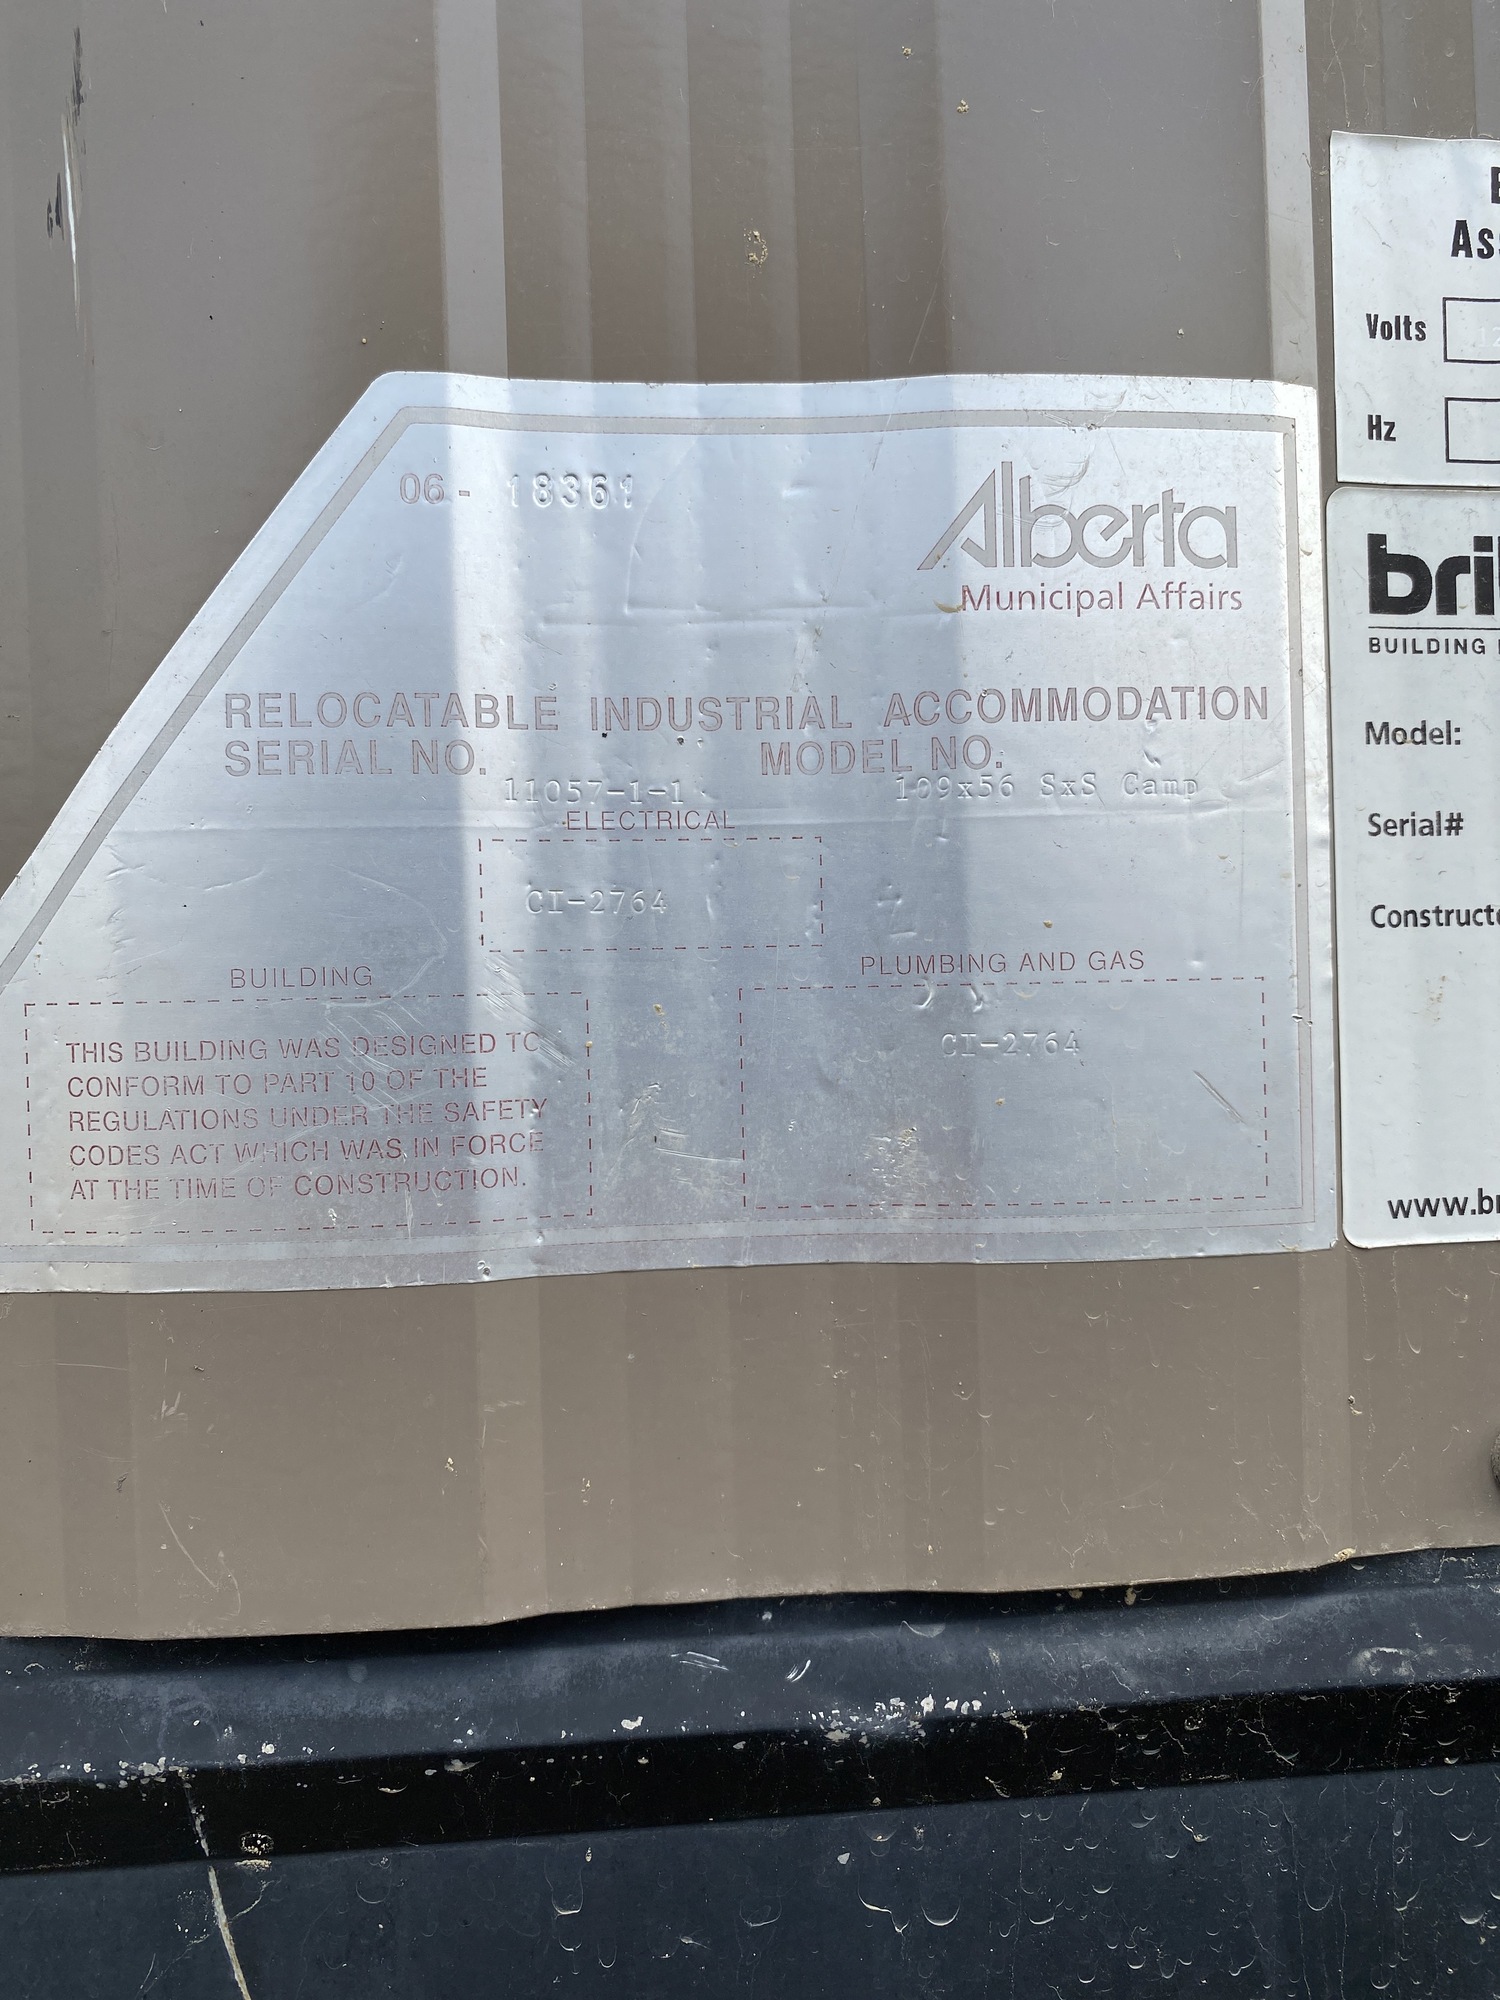 06 - 18361
Alberta
Municipal Affairs
RELOCATABLE INDUSTRIAL ACCOMMODATION
SERIAL NO. MODEL NO.
11057-1-1 109x56 SxS Camp
ELECTRICAL
CI-2764
BUILDING
THIS BUILDING WAS DESIGNED TO
CONFORM TO PART 10 OF THE
REGULATIONS UNDER THE SAFETY
CODES ACT WHICH WAS IN FORCE
AT THE TIME OF CONSTRUCTION.
PLUMBING AND GAS
CI-2764
Volts
Hz
BUILDING
Model:
Serial#